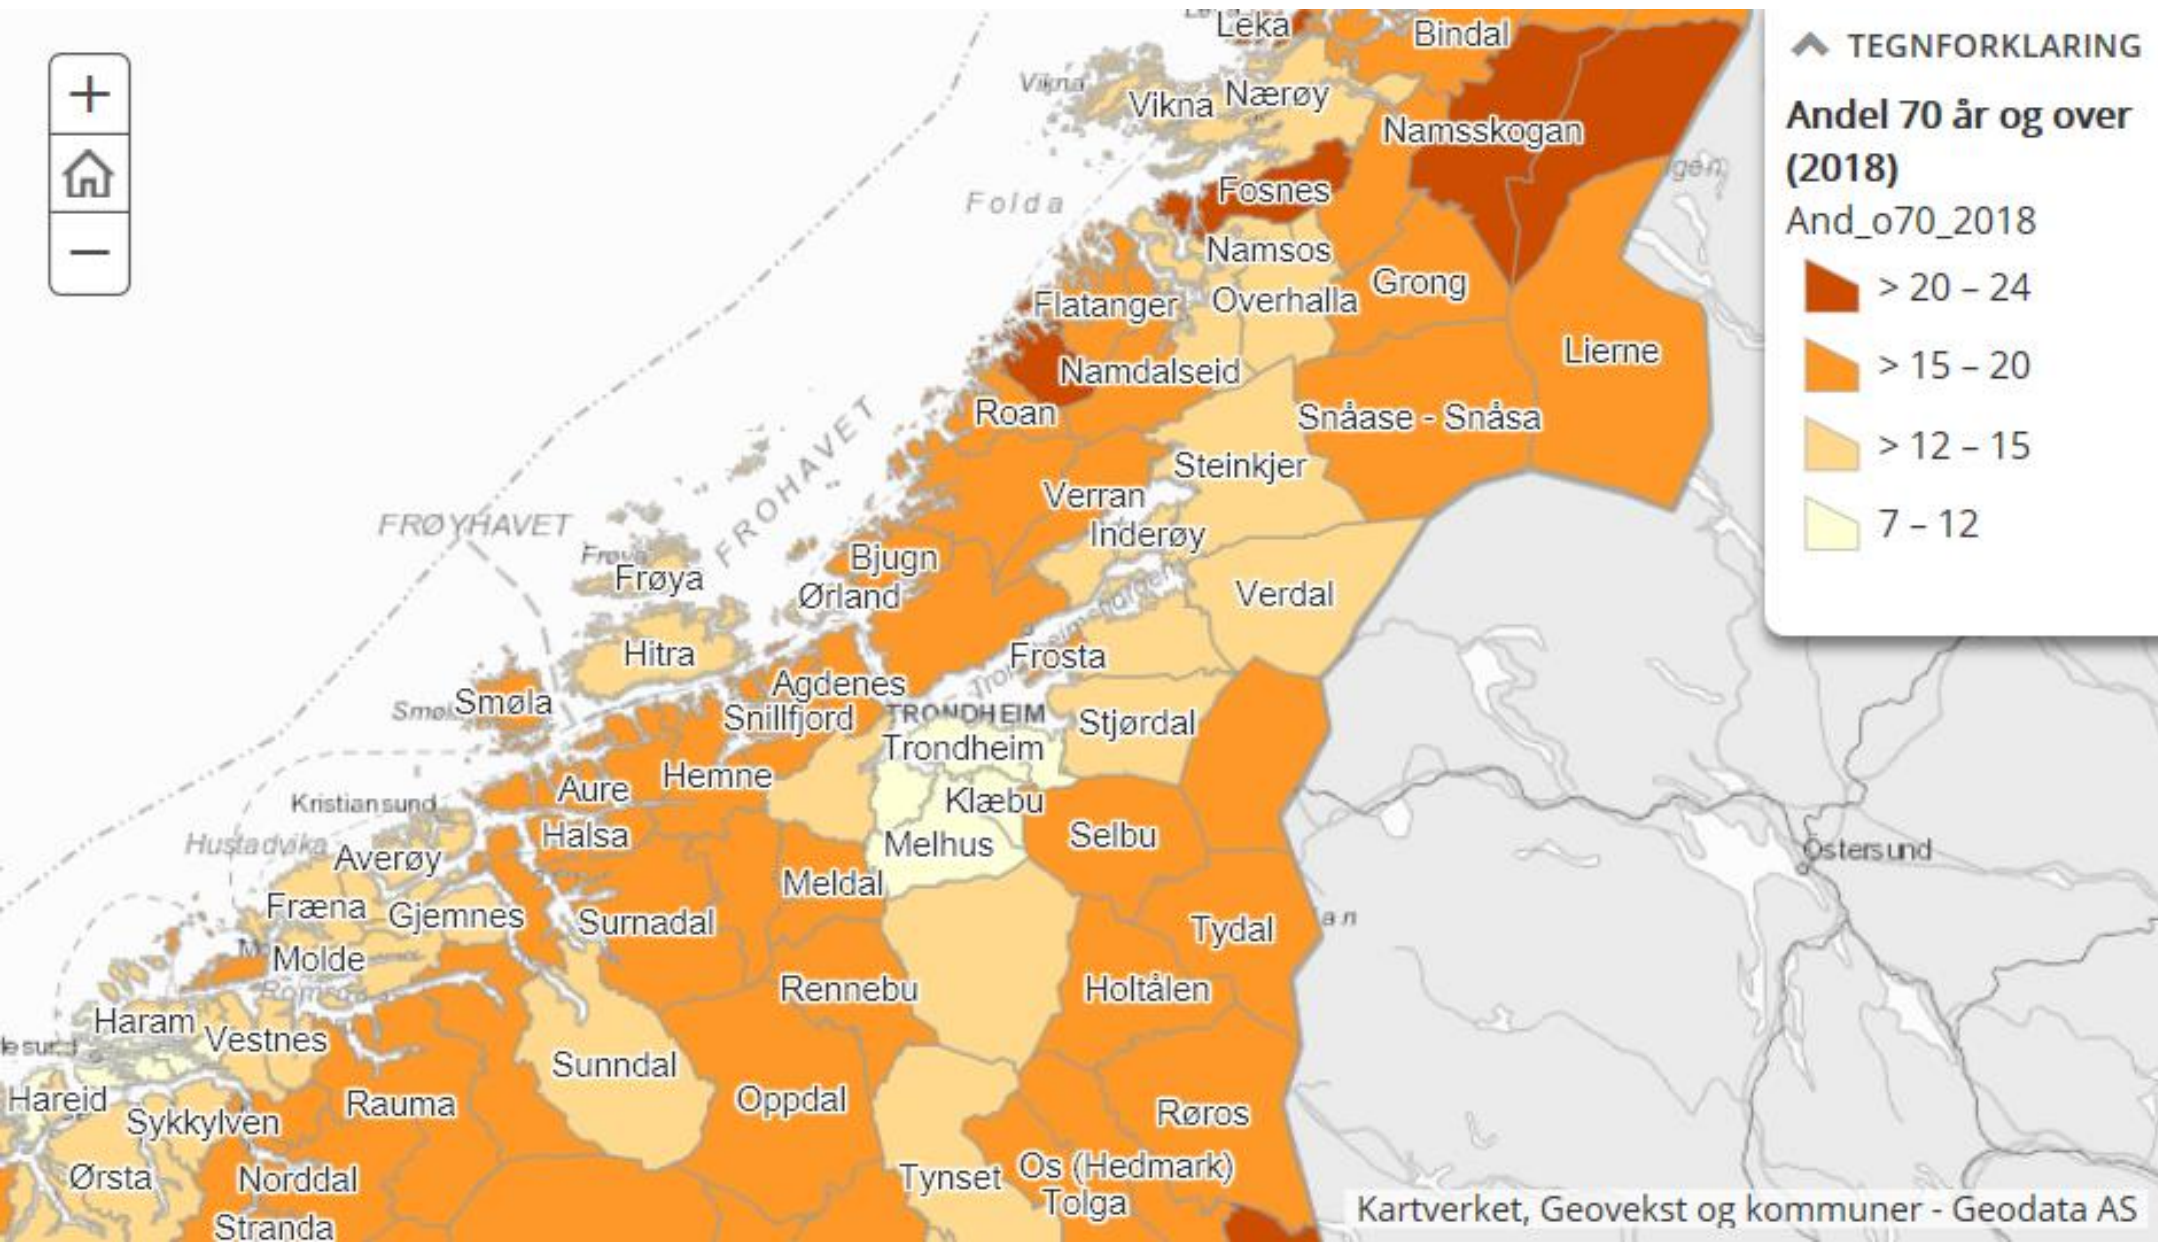 Leka
Bindal
TEGNFORKLARING
Vikna
Vikna
Nærøy
Andel 70 år og over
(2018)
Namsskogan
Fosnes
Folda
And_o70_2018
Namsos
> 20 – 24
Grong
Flatanger
Overhalla
Lierne
> 15 – 20
Namdalseid
Roan
Snåase - Snåsa
> 12 – 15
Steinkjer
FROHAVET
Verran
FRØYHAVET
7 – 12
Inderøy
Bjugn
Frøya
Frøya
Ørland
Verdal
Hitra
Frosta
Agdenes
Smøla
Snillfjord
TRONDHEIM
Stjørdal
Trondheim
Hemne
Aure
Kristiansund
Klæbu
Halsa
Selbu
Hustadvika
Melhus
Averøy
Östersund
Meldal
Fræna
Gjemnes
Surnadal
Tydal
Molde
Rennebu
Holtålen
Haram
Vestnes
Sunndal
Hareid
Rauma
Oppdal
Røros
Sykkylven
Ørsta
Norddal
Tynset
Os (Hedmark)
Tolga
Stranda
Kartverket, Geovekst og kommuner - Geodata AS